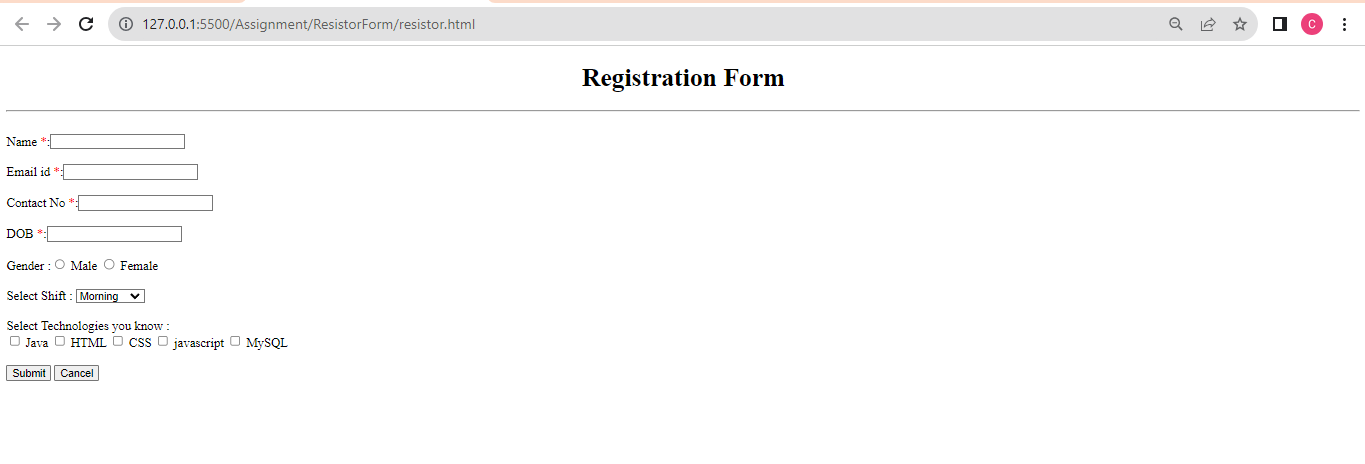 127.0.0.1:5500/Assignment/ResistorForm/resistor.html
C
Registration Form
Name *:
Email id *:
Contact No *:
DOB *:
Gender : Male Female
Select Shift : Morning
Select Technologies you know :
Java HTML CSS javascript MySQL
Submit Cancel